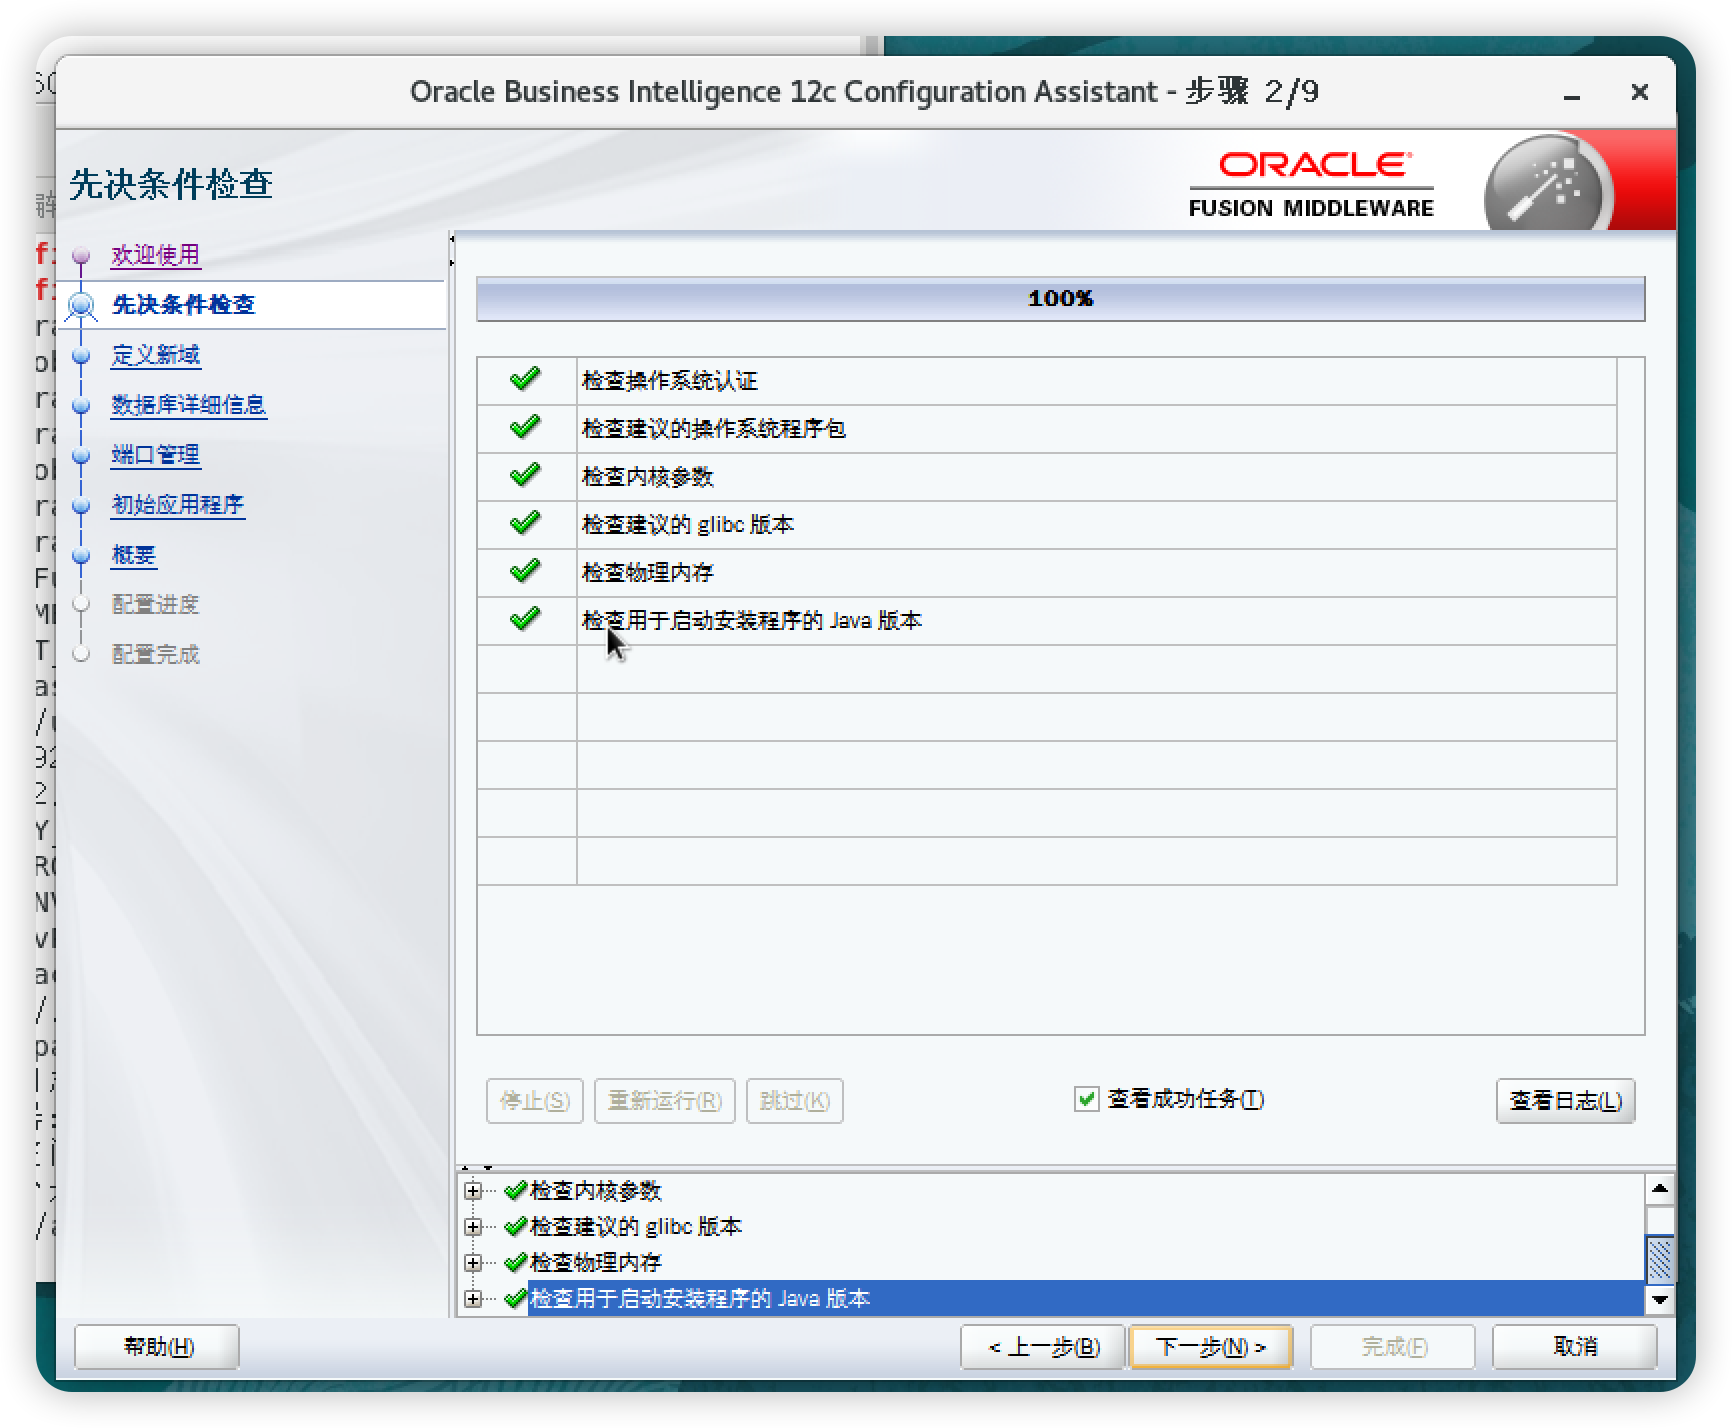 Oracle Business Intelligence 12c Configuration Assistant - 步骤 2/9
先决条件检查
ORACLE
FUSION MIDDLEWARE
欢迎使用
先决条件检查
定义新域
数据库详细信息
端口管理
初始应用程序
概要
配置进度
配置完成
100%
检查操作系统认证
检查建议的操作系统程序包
检查内核参数
检查建议的 glibc 版本
检查物理内存
检查用于启动安装程序的 Java 版本
停止(S)
重新运行(R)
跳过(K)
查看成功任务(T)
查看日志(L)
检查内核参数
检查建议的 glibc 版本
检查物理内存
检查用于启动安装程序的 Java 版本
帮助(H)
< 上一步(B)
下一步(N) >
完成(F)
取消